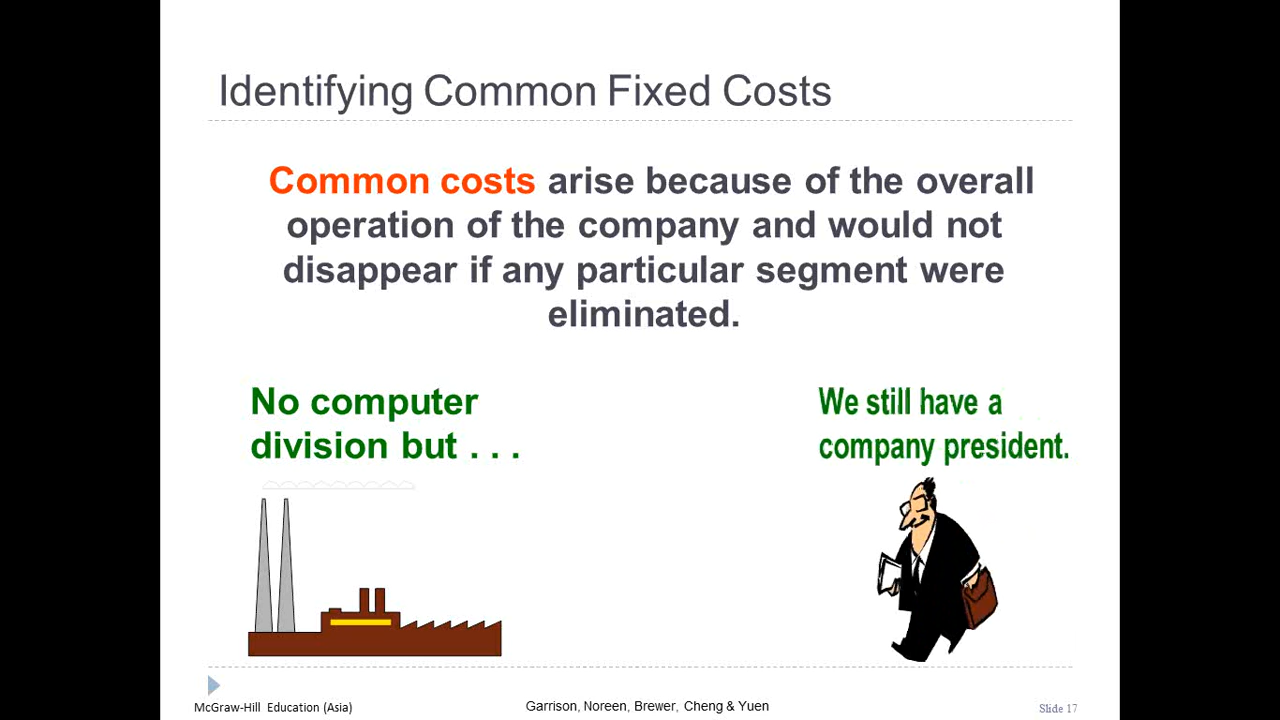 Identifying Common Fixed Costs
Common costs arise because of the overall
operation of the company and would not
disappear if any particular segment were
eliminated.
No computer
division but . . .
We still have a
company president.
McGraw-Hill Education (Asia)
Garrison, Noreen, Brewer, Cheng & Yuen
Slide 17